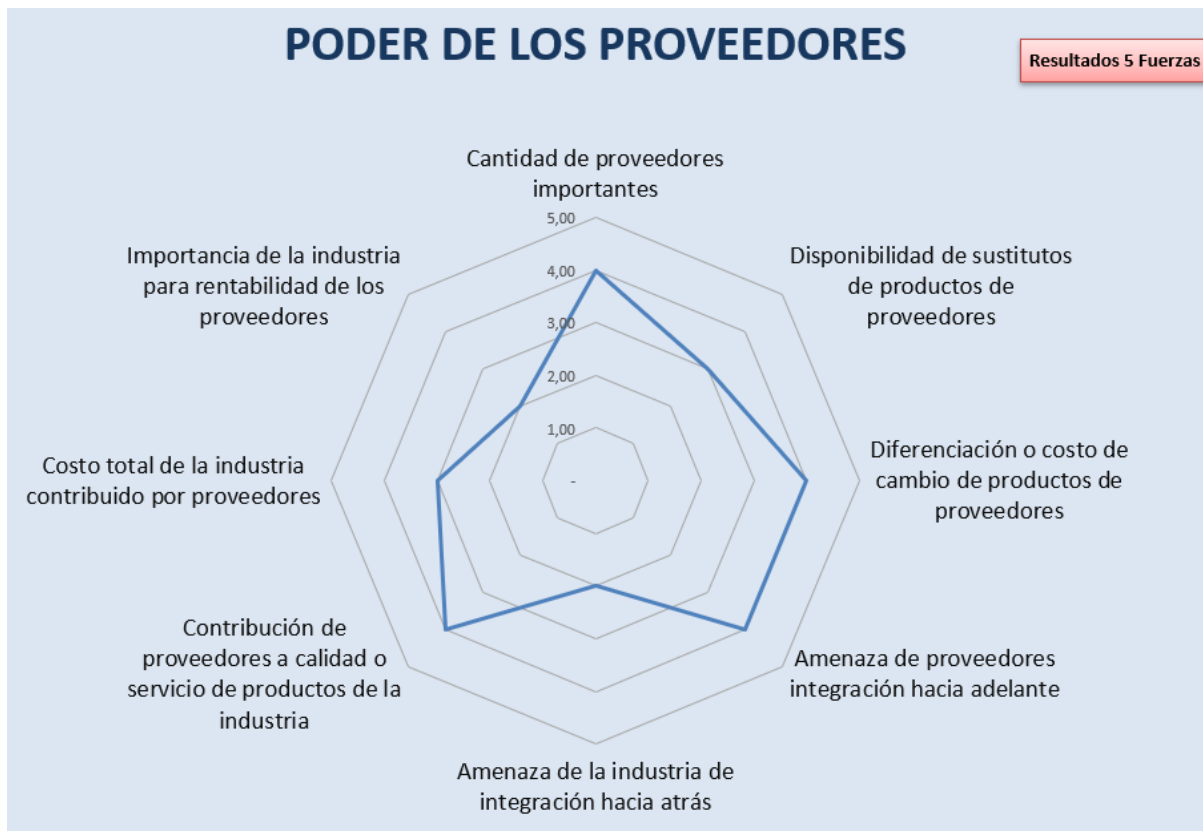 PODER DE LOS PROVEEDORES
Resultados 5 Fuerzas
Cantidad de proveedores
importantes
5,00
4,00
3,00
2,00
1,00
-
Disponibilidad de sustitutos
de productos de
proveedores
Diferenciación o costo de
cambio de productos de
proveedores
Amenaza de proveedores
integración hacia adelante
Amenaza de la industria de
integración hacia atrás
Contribución de
proveedores a calidad o
servicio de productos de la
industria
Costo total de la industria
contribuido por proveedores
Importancia de la industria
para rentabilidad de los
proveedores